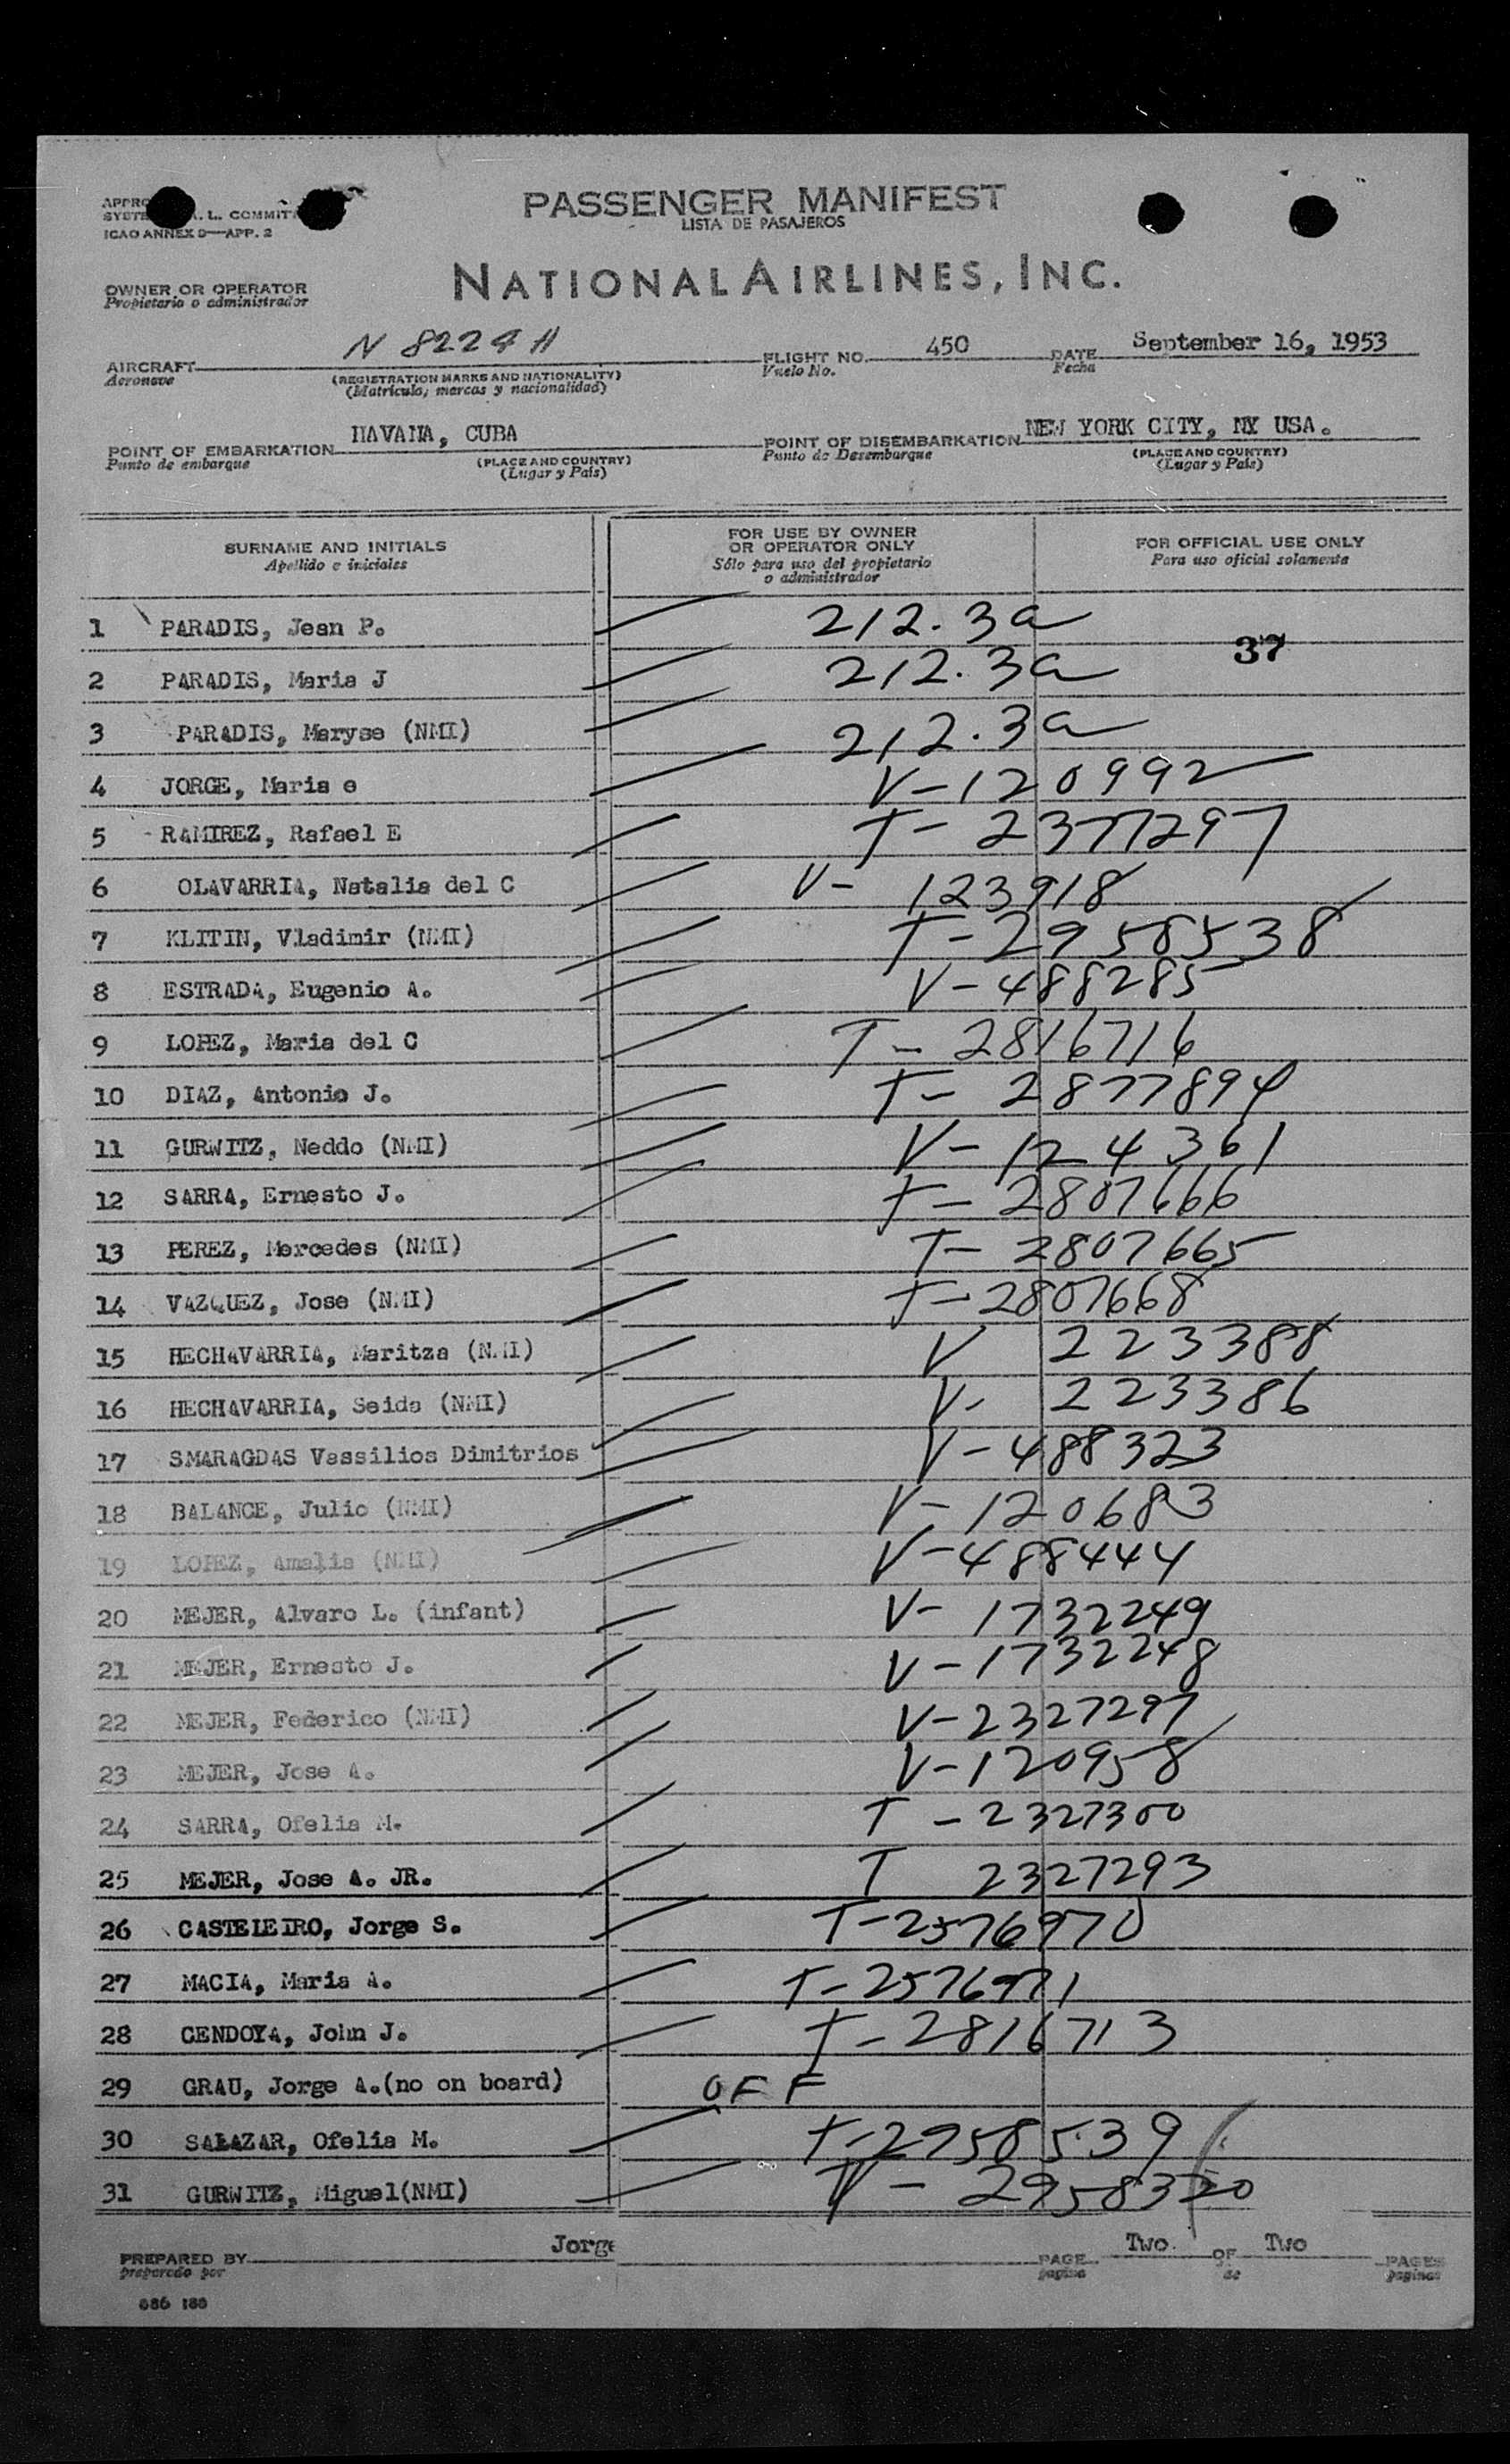 PASSENGER MANIFEST
LISTA DE PASAJEROS
ICAO ANNEX 9—APP. 2
NATIONAL AIRLINES, INC.
OWNER OR OPERATOR
Propietario o administrador
AIRCRAFT N 8224 H FLIGHT NO. 450 DATE September 16, 1953
Aeronave (REGISTRATION MARKS AND NATIONALITY) Vuelo No. Fecha
(Matricula, marcas y nacionalidad)
POINT OF EMBARKATION HAVANA, CUBA POINT OF DISEMBARKATION NEW YORK CITY, NY USA.
Punto de embarque (PLACE AND COUNTRY) Punto de Desembarque (PLACE AND COUNTRY)
(Lugar y País) (Lugar y País)
SURNAME AND INITIALS
Apellido e iniciales
FOR USE BY OWNER
OR OPERATOR ONLY
Sólo para uso del propietario
o administrador
FOR OFFICIAL USE ONLY
Para uso oficial solamente
1 PARADIS, Jean P. 212.3a
37
2 PARADIS, Maria J 212.3a
3 PARADIS, Maryse (NMI) 212.3a
4 JORGE, Maria e V-120992
5 RAMIREZ, Rafael E T-2377297
6 OLAVARRIA, Natalia del C V-123918
7 KLITIN, Vladimir (NMI) T-2958538
8 ESTRADA, Eugenio A. V-488285
9 LOPEZ, Maria del C T-2816716
10 DIAZ, Antonio J. T-2877894
11 GURWITZ, Neddo (NMI) V-124361
12 SARRA, Ernesto J. T-2807666
13 PEREZ, Mercedes (NMI) T-2807665
14 VAZQUEZ, Jose (NMI) T-2807668
15 HECHAVARRIA, Maritza (NMI) V 223388
16 HECHAVARRIA, Seida (NMI) V- 223386
17 SMARAGDAS Vassilios Dimitrios V-488323
18 BALANCE, Julio (NMI) V-120683
19 LOPEZ, Amalia (NMI) V-488444
20 MEJER, Alvaro L. (infant) V-1732249
21 MEJER, Ernesto J. V-1732248
22 MEJER, Federico (NMI) V-2327297
23 MEJER, Jose A. V-120958
24 SARRA, Ofelia M. T-2327300
25 MEJER, Jose A. JR. T 2327293
26 CASTELEIRO, Jorge S. T-2576970
27 MACIA, Maria A. T-2576971
28 CENDOYA, John J. T-2816713
29 GRAU, Jorge A.(no on board) OFF
30 SALAZAR, Ofelia M. T-2958539
31 GURWITZ, Miguel(NMI)
PREPARED BY Jorge PAGE Two OF Two PAGES
preparado por pagina de paginas